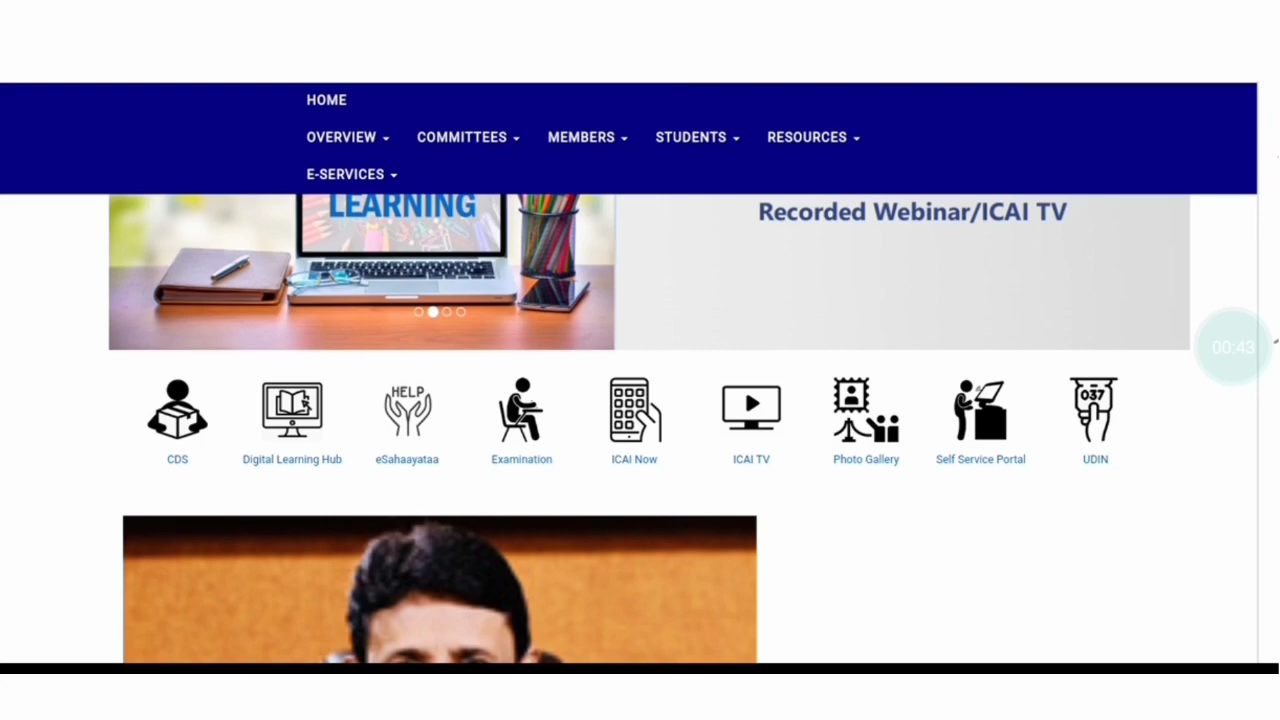 HOME
OVERVIEW COMMITTEES MEMBERS STUDENTS RESOURCES
E-SERVICES
LEARNING
Recorded Webinar/ICAI TV
00:43
HELP
037
CDS Digital Learning Hub eSahaayataa Examination ICAI Now ICAI TV Photo Gallery Self Service Portal UDIN